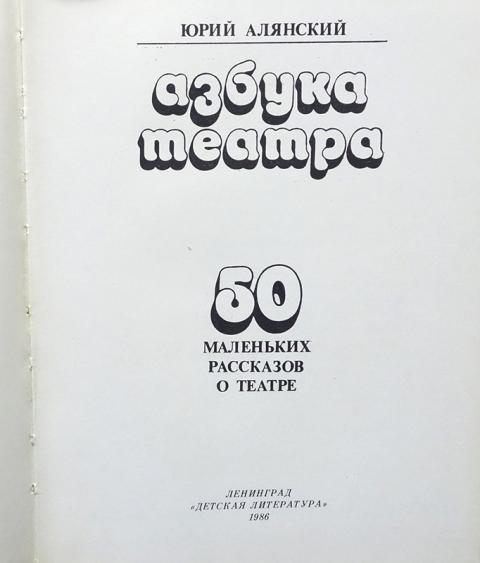 ЮРИЙ АЛЯНСКИЙ
азбука
театра
50
МАЛЕНЬКИХ
РАССКАЗОВ
О ТЕАТРЕ
ЛЕНИНГРАД
«ДЕТСКАЯ ЛИТЕРАТУРА»
1986